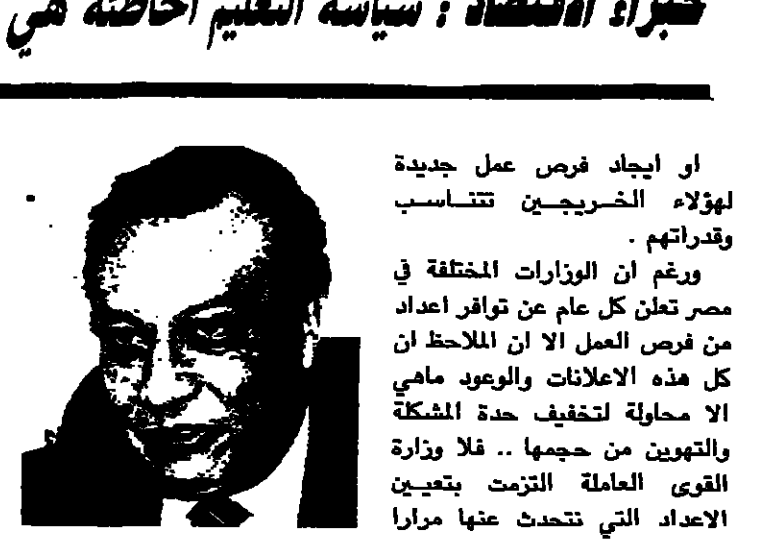 خبراء الاقتصاد : سياسة التعليم الخاطئة هي
او ايجاد فرص عمل جديدة
لهؤلاء الخريجين تتناسب
وقدراتهم .
ورغم ان الوزارات المختلفة في
مصر تعلن كل عام عن توافر اعداد
من فرص العمل الا ان الملاحظ ان
كل هذه الاعلانات والوعود ماهي
الا محاولة لتخفيف حدة المشكلة
والتهوين من حجمها .. فلا وزارة
القوى العاملة التزمت بتعيين
الاعداد التي تتحدث عنها مرارا